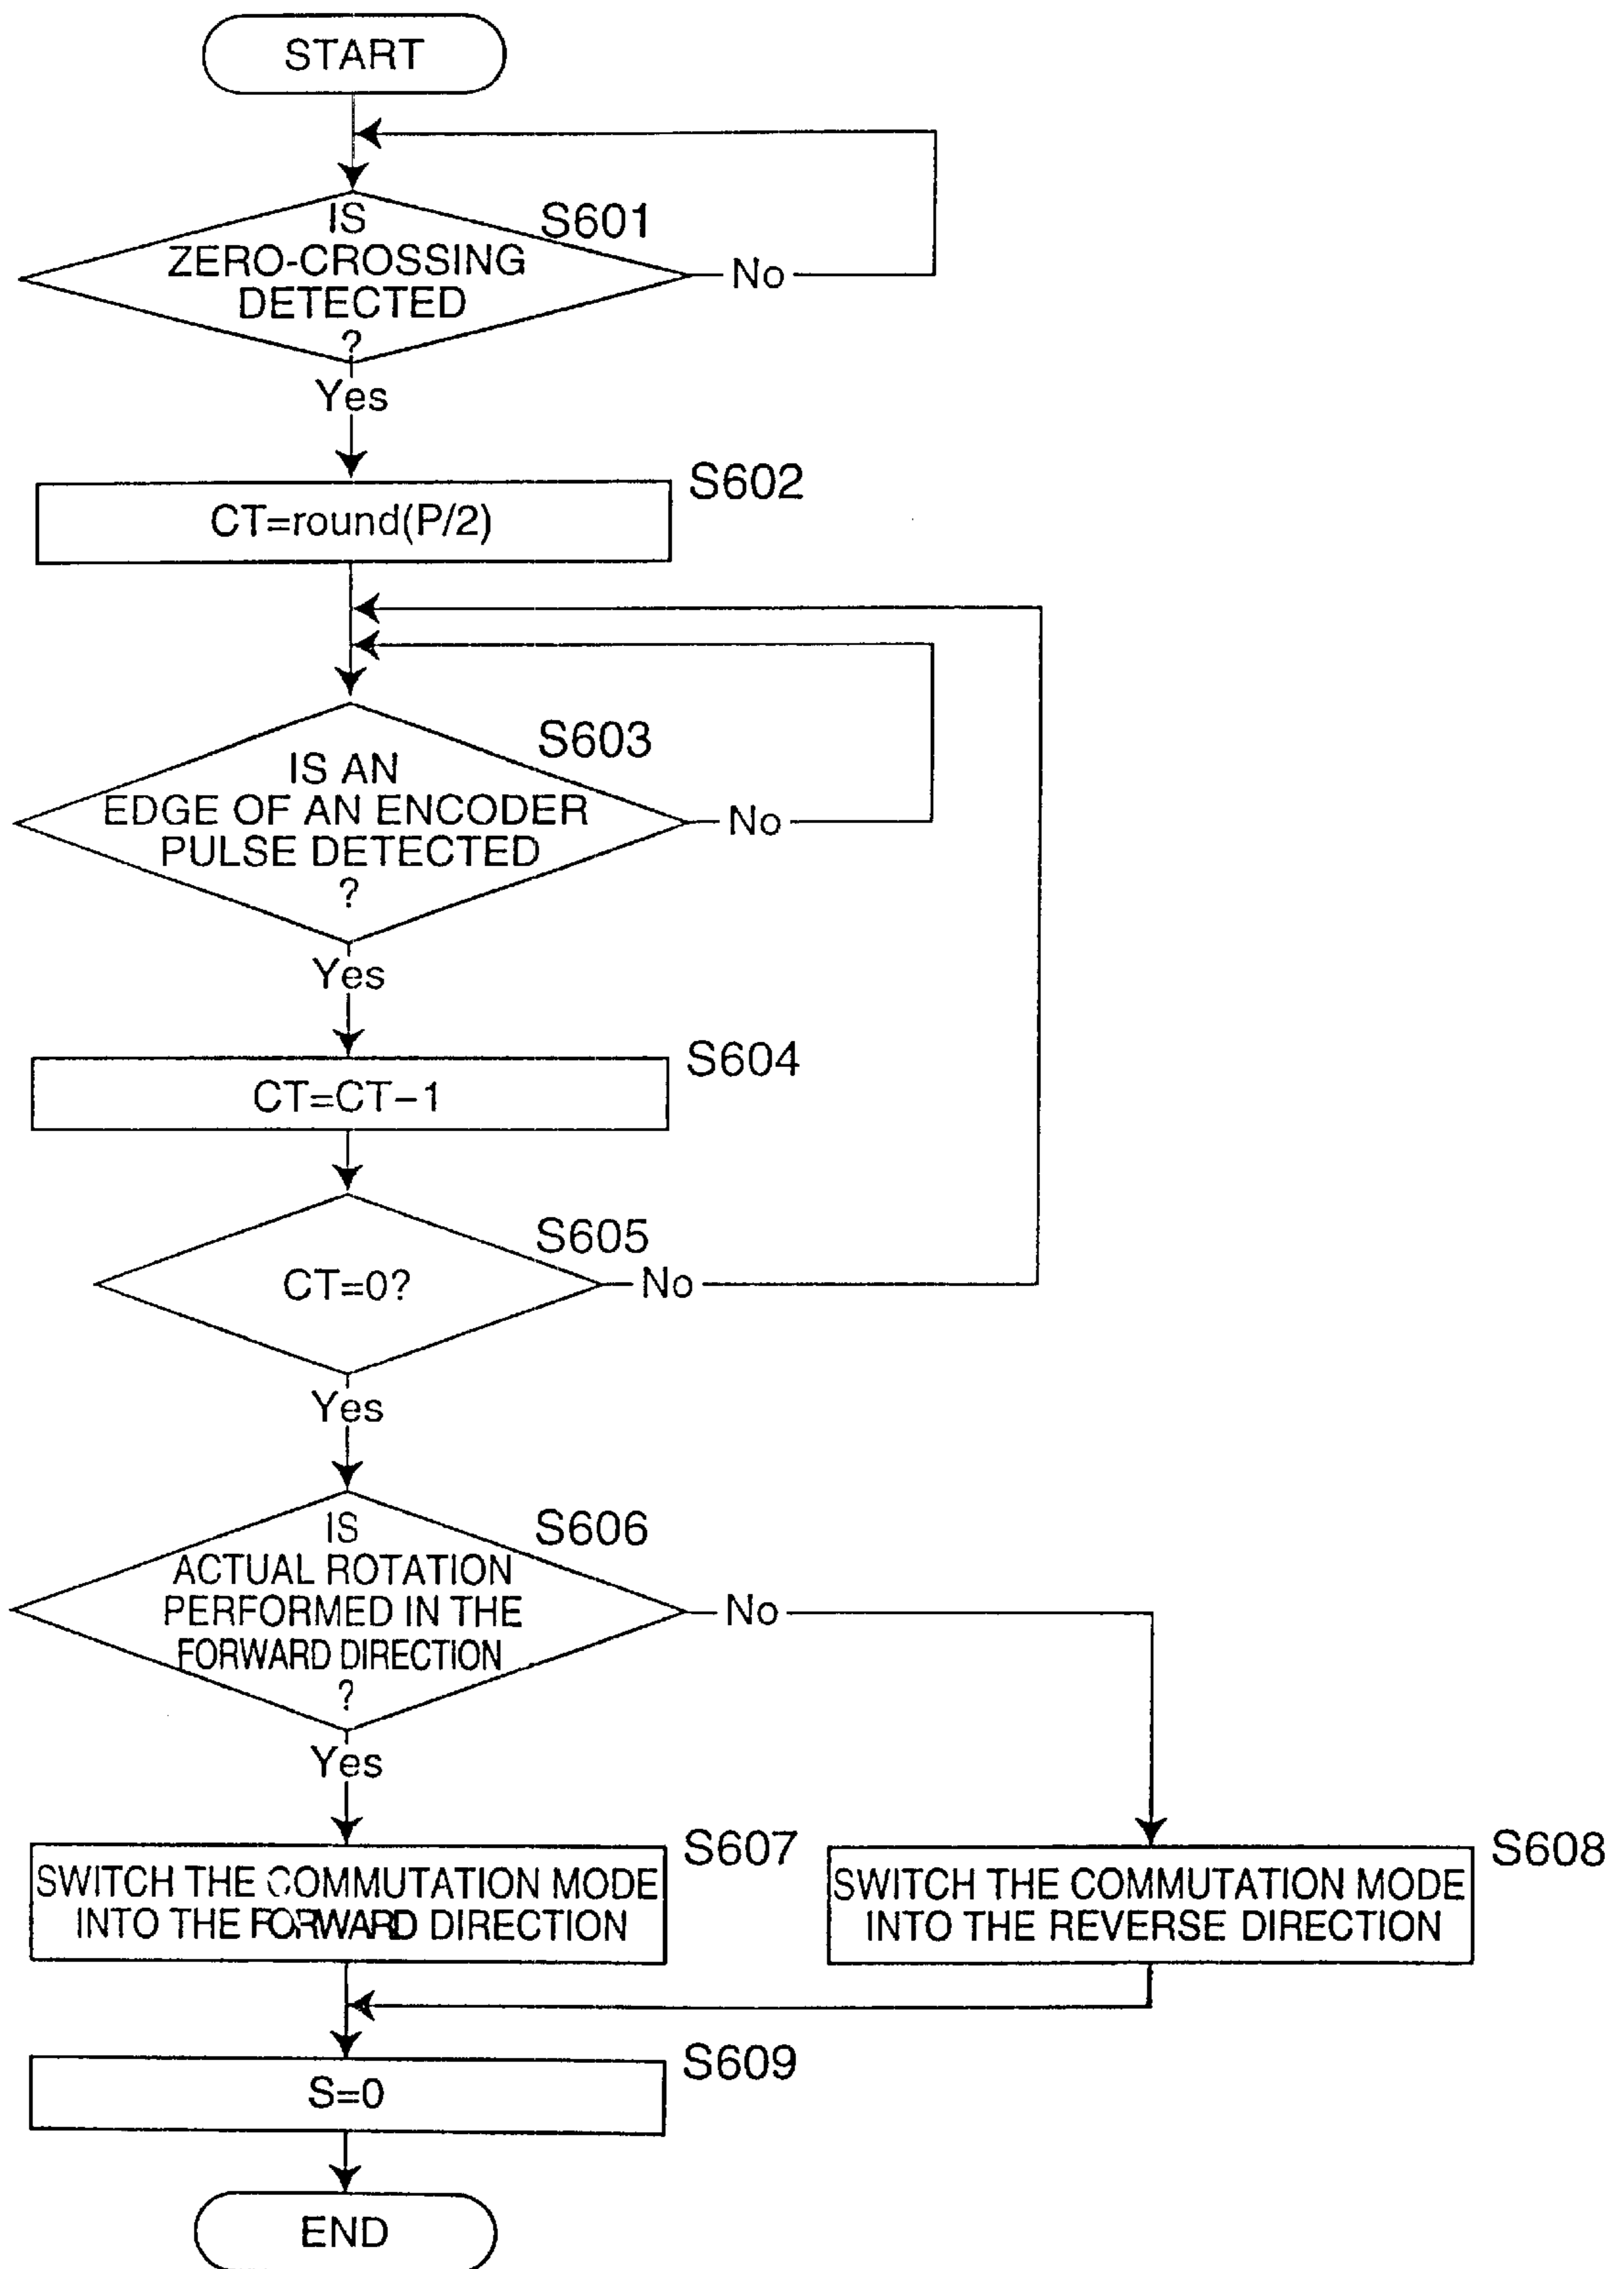 START
IS
ZERO-CROSSING
DETECTED
?
S601
No
Yes
S602
CT=round(P/2)
S603
IS AN
EDGE OF AN ENCODER
PULSE DETECTED
?
No
Yes
S604
CT=CT-1
S605
CT=0?
No
Yes
S606
IS
ACTUAL ROTATION
PERFORMED IN THE
FORWARD DIRECTION
?
No
Yes
S607
SWITCH THE COMMUTATION MODE
INTO THE FORWARD DIRECTION
S608
SWITCH THE COMMUTATION MODE
INTO THE REVERSE DIRECTION
S609
S=0
END